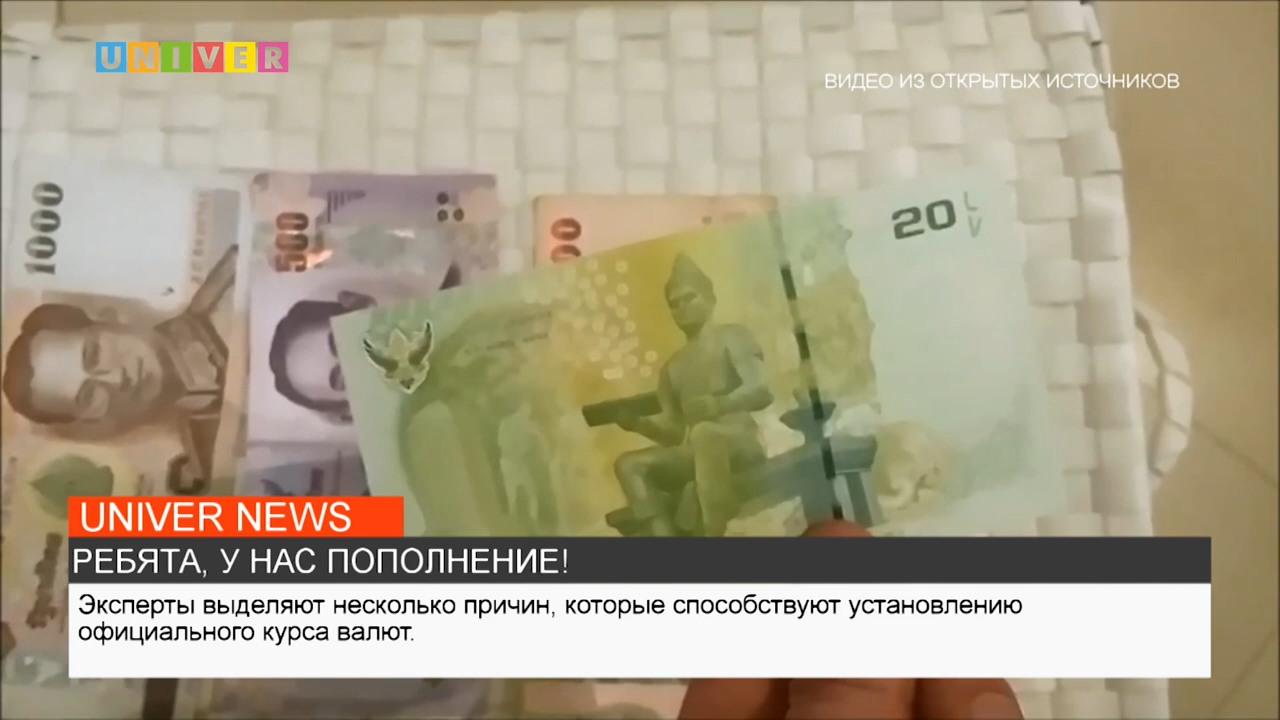 UNIVER
ВИДЕО ИЗ ОТКРЫТЫХ ИСТОЧНИКОВ
1000
500
00
20
UNIVER NEWS
РЕБЯТА, У НАС ПОПОЛНЕНИЕ!
Эксперты выделяют несколько причин, которые способствуют установлению
официального курса валют.